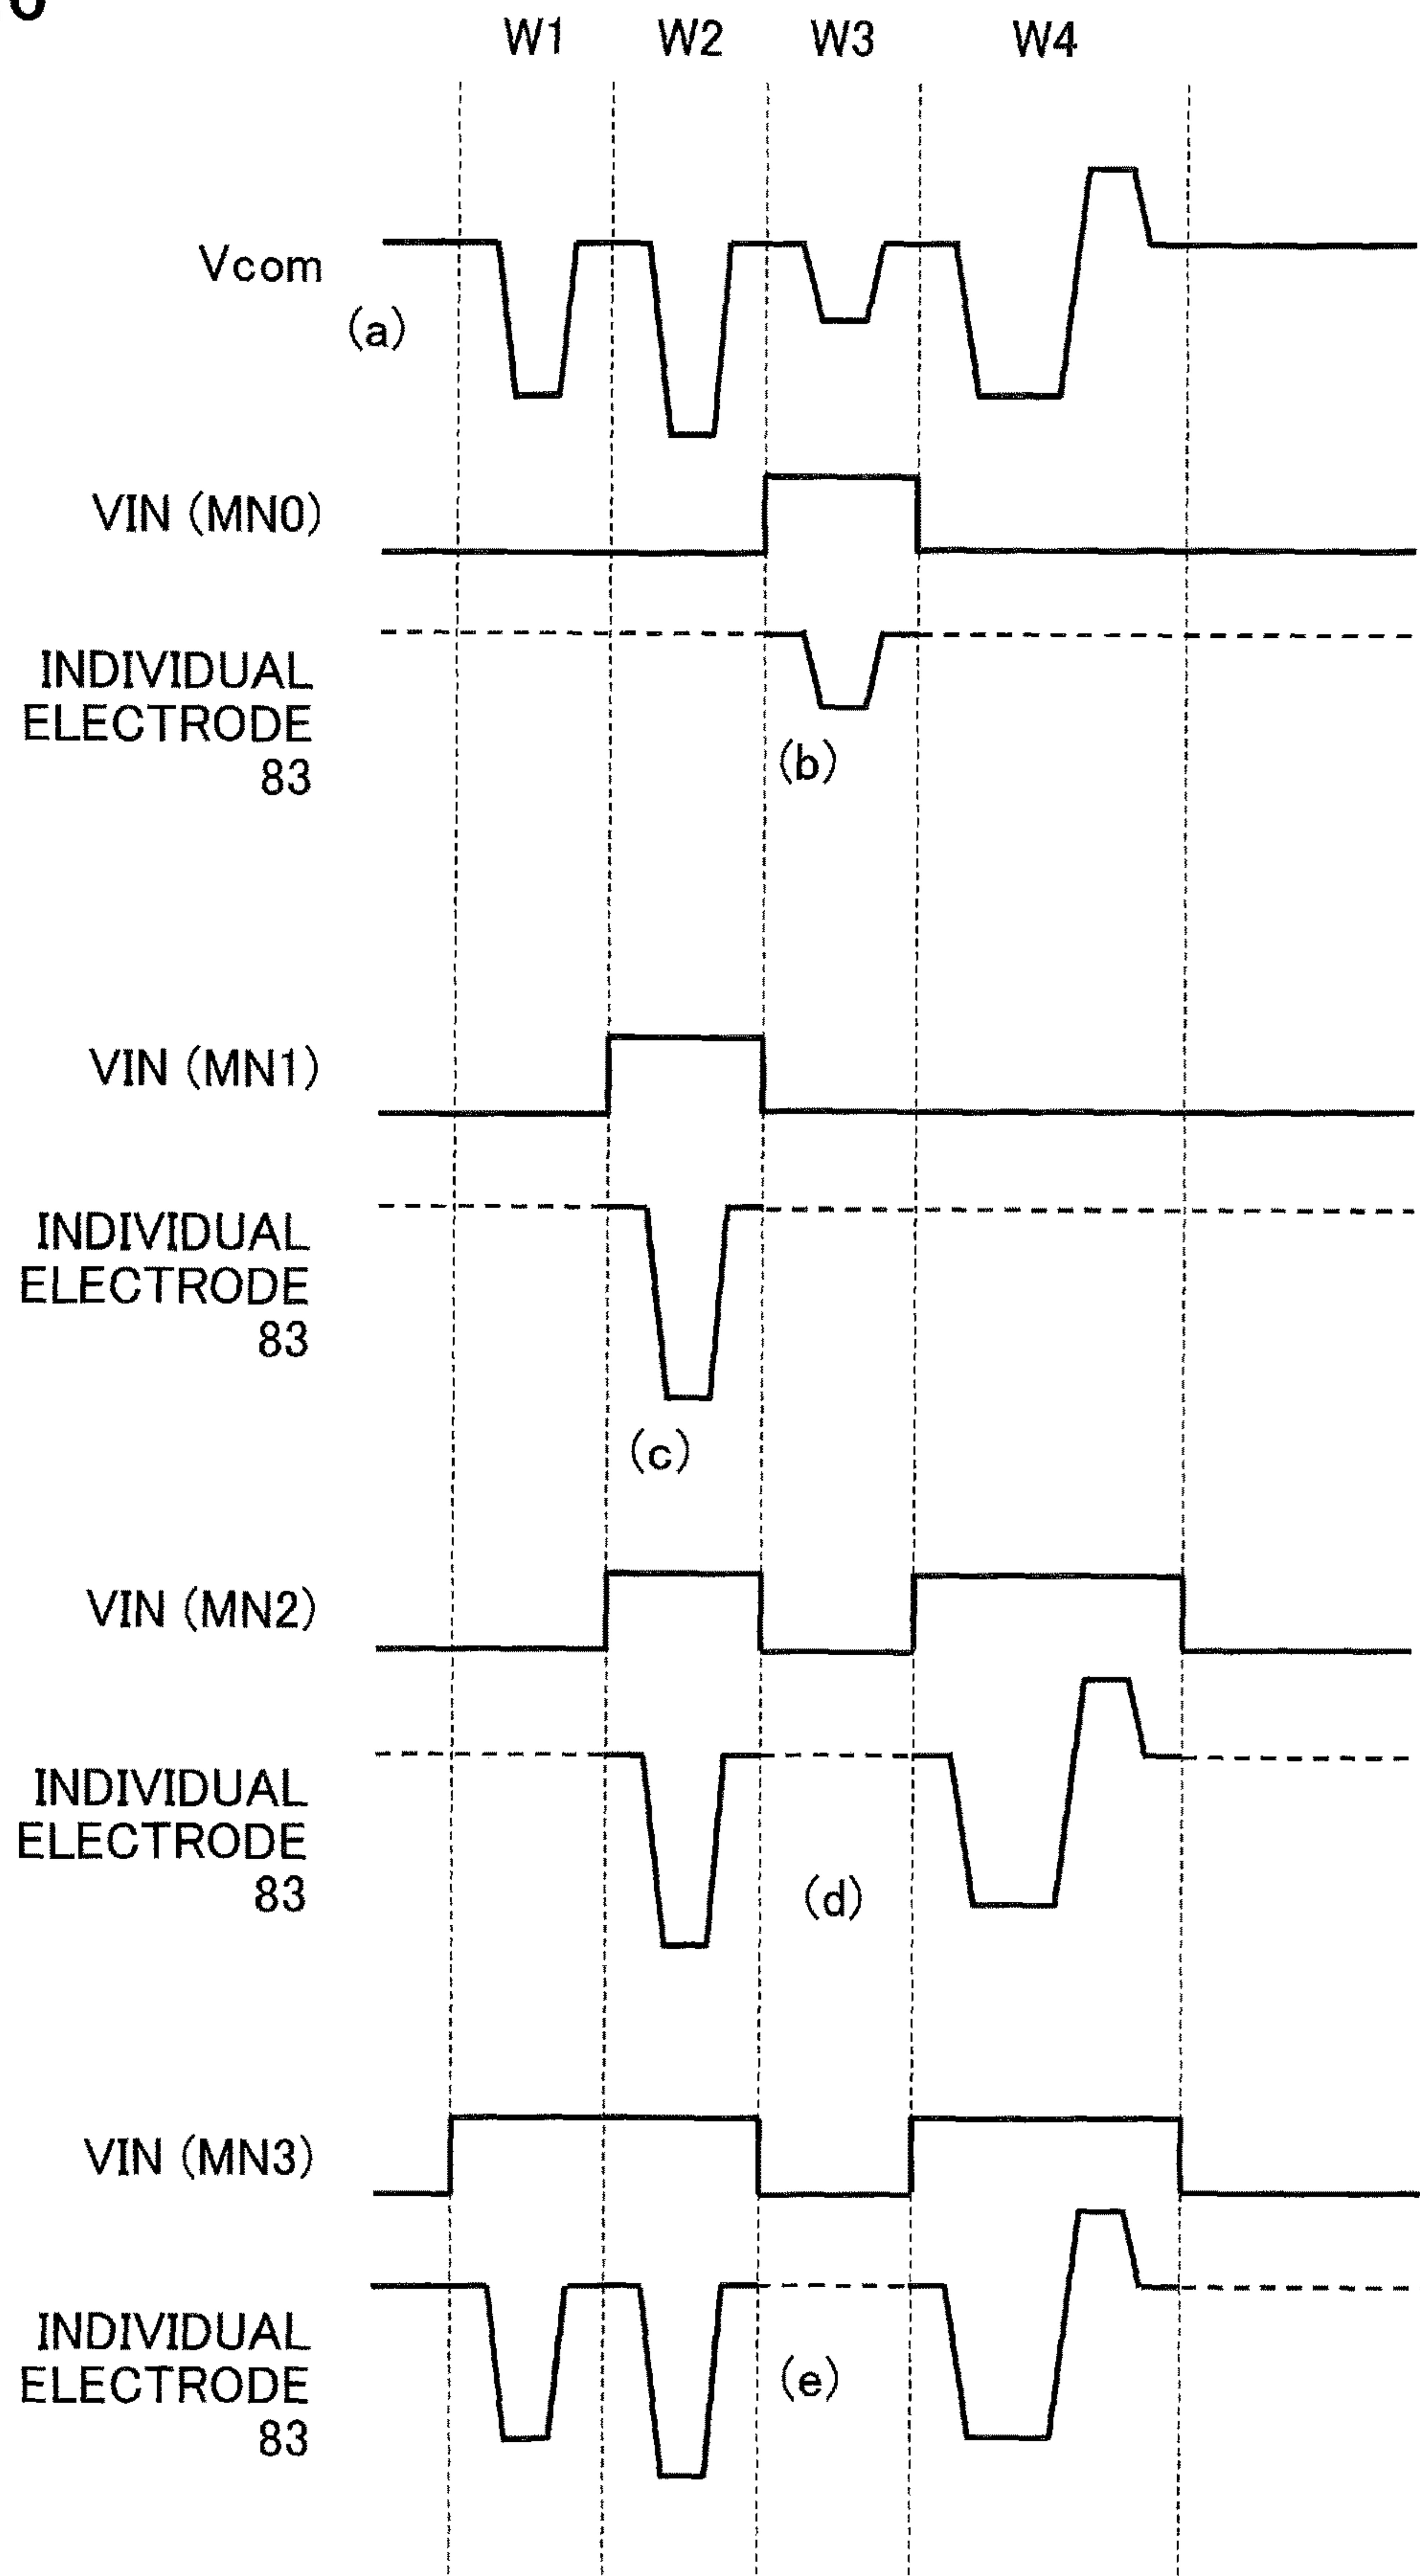 W1 W2 W3 W4
Vcom
(a)
VIN (MN0)
INDIVIDUAL
ELECTRODE
83
(b)
VIN (MN1)
INDIVIDUAL
ELECTRODE
83
(c)
VIN (MN2)
INDIVIDUAL
ELECTRODE
83
(d)
VIN (MN3)
INDIVIDUAL
ELECTRODE
83
(e)